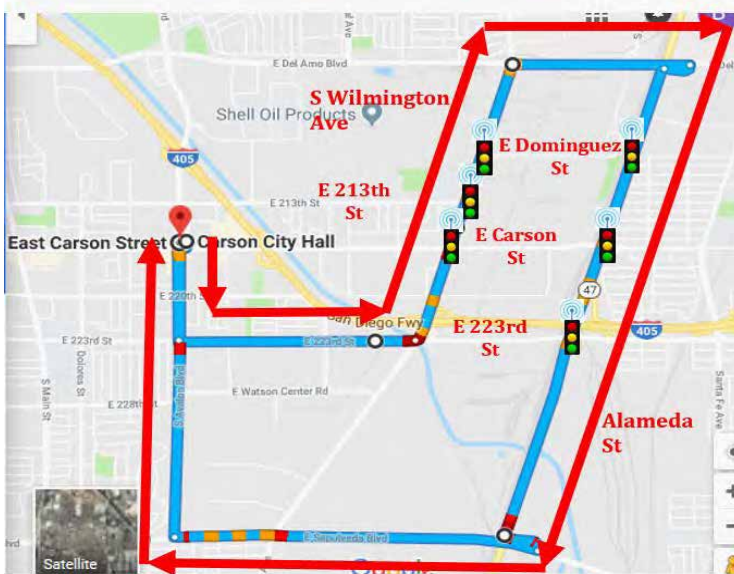 E Del Amo Blvd
Del
S Wilmington
Ave
Shell Oil Products
E Dominguez
St
405
E 213th
St
E 213th St
East Carson Street
Carson City Hall
E Carson
St
E 220th St
47
San Diego Fwy
E 223rd
St
405
E 223rd St
E 223rd St
Dolores St
S Main St
E Watson Center Rd
E 228th St
Santa Fe Ave
Alameda
St
E Sepulveda Blvd
Satellite